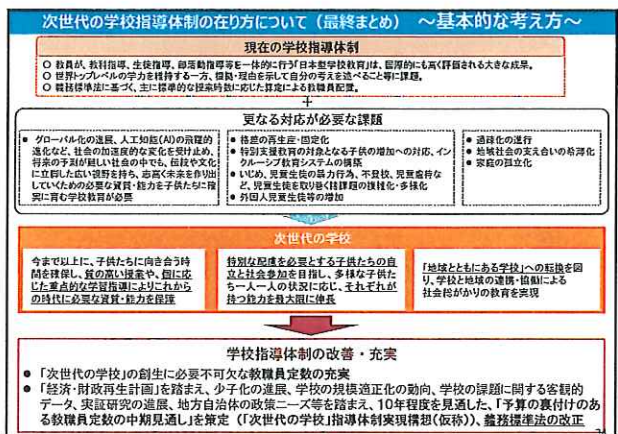 次世代の学校指導体制の在り方について（最終まとめ） ～基本的な考え方～
現在の学校指導体制
○ 教員が、教科指導、生徒指導、部活動指導等を一体的に行う「日本型学校教育」は、国際的にも高く評価される大きな成果。
○ 世界トップレベルの学力を維持する一方、根拠・理由を示して自分の考えを述べること等に課題。
○ 義務標準法に基づく、主に標準的な授業時数に応じた算定による教職員配置。
＋
更なる対応が必要な課題
● グローバル化の進展、人工知能(AI)の飛躍的
進化など、社会の加速度的な変化を受け止め、
将来の予測が難しい社会の中でも、伝統や文化
に立脚した広い視野を持ち、志高く未来を作り出
していくための必要な資質・能力を子供たちに確
実に育む学校教育が必要
● 格差の再生産・固定化
● 特別支援教育の対象となる子供の増加への対応、イン
クルーシブ教育システムの構築
● いじめ、児童生徒の暴力行為、不登校、児童虐待な
ど、児童生徒を取り巻く諸課題の複雑化・多様化
● 外国人児童生徒等の増加
● 過疎化の進行
● 地域社会の支え合いの希薄化
● 家庭の孤立化
次世代の学校
今まで以上に、子供たちに向き合う時
間を確保し、質の高い授業や、個に応
じた重点的な学習指導によりこれから
の時代に必要な資質・能力を保障
特別な配慮を必要とする子供たちの自
立と社会参加を目指し、多様な子供た
ち一人一人の状況に応じ、それぞれが
持つ能力を最大限に伸長
「地域とともにある学校」への転換を図
り、学校と地域の連携・協働による
社会総がかりの教育を実現
学校指導体制の改善・充実
● 「次世代の学校」の創生に必要不可欠な教職員定数の充実
● 「経済・財政再生計画」を踏まえ、少子化の進展、学校の規模適正化の動向、学校の課題に関する客観的
データ、実証研究の進展、地方自治体の政策ニーズ等を踏まえ、10年程度を見通した、「予算の裏付けのあ
る教職員定数の中期見通し」を策定（「次世代の学校」指導体制実現構想（仮称））、義務標準法の改正